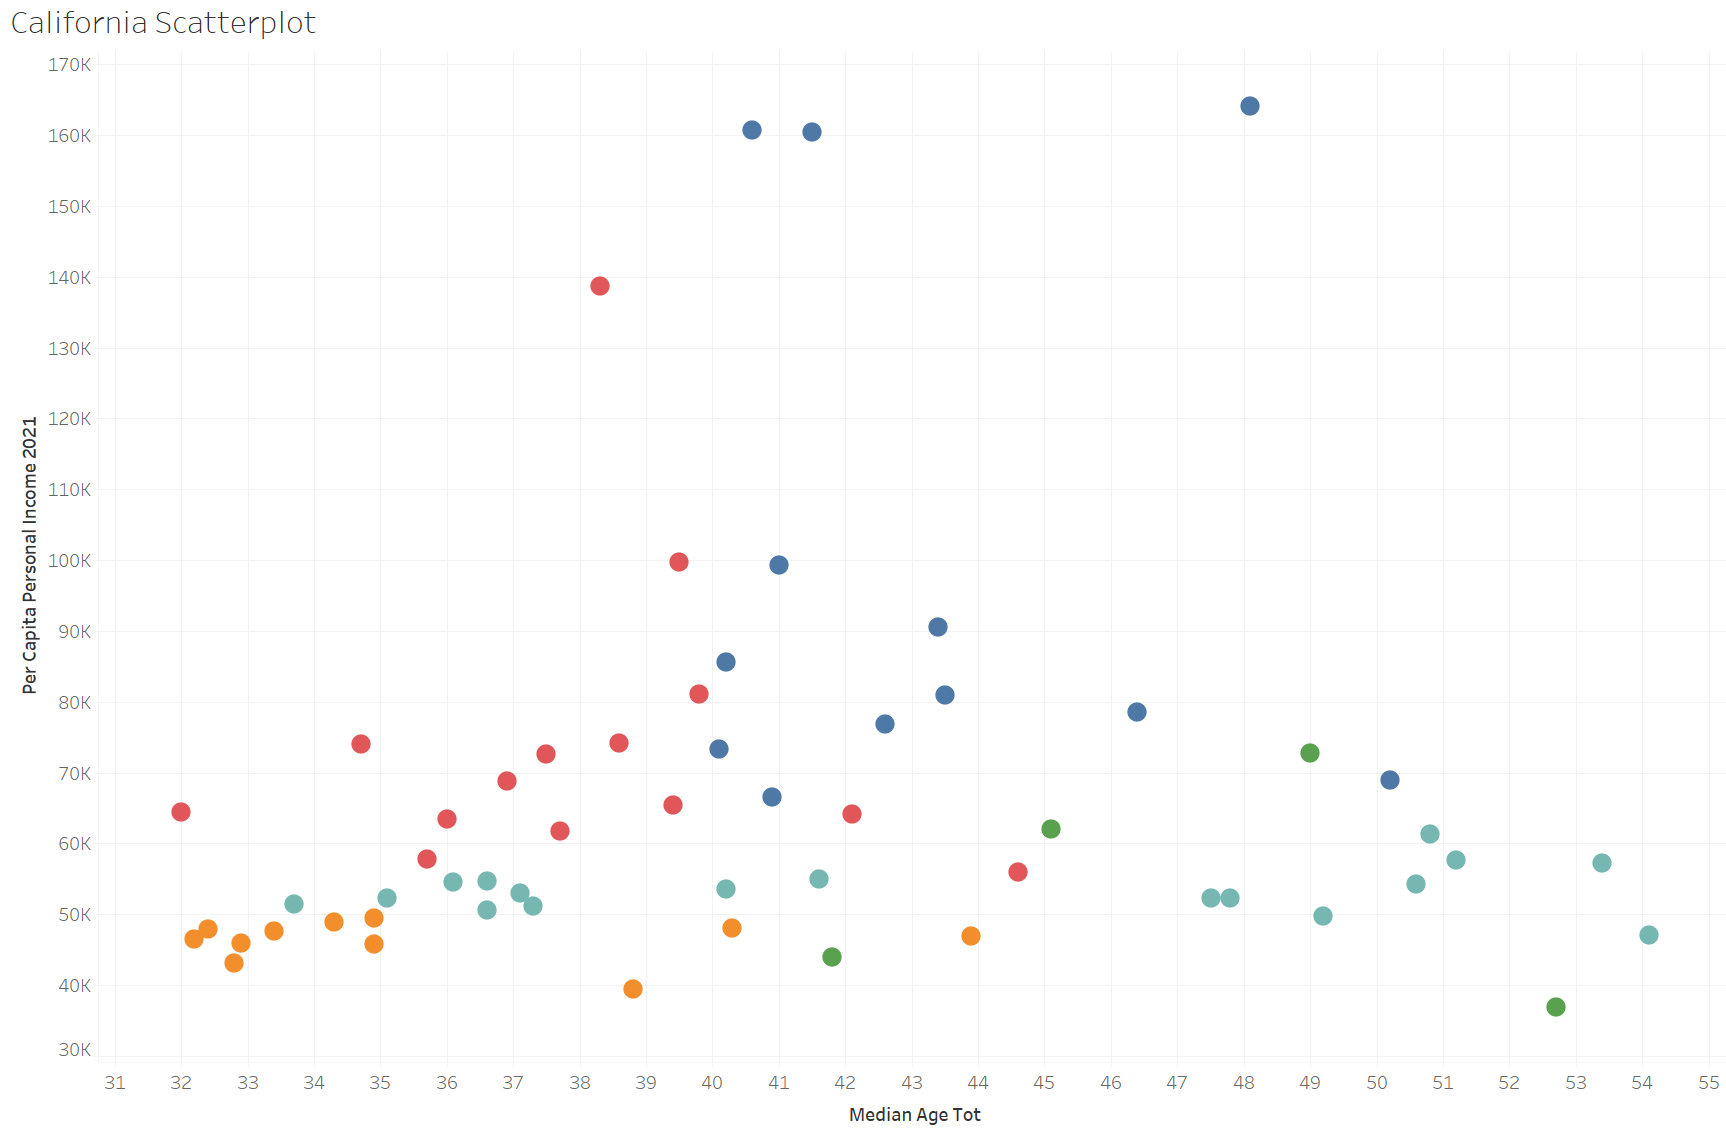 California Scatterplot
170K
160K
150K
140K
130K
120K
110K
100K
90K
80K
70K
60K
50K
40K
30K
Per Capita Personal Income 2021
31 32 33 34 35 36 37 38 39 40 41 42 43 44 45 46 47 48 49 50 51 52 53 54 55
Median Age Tot